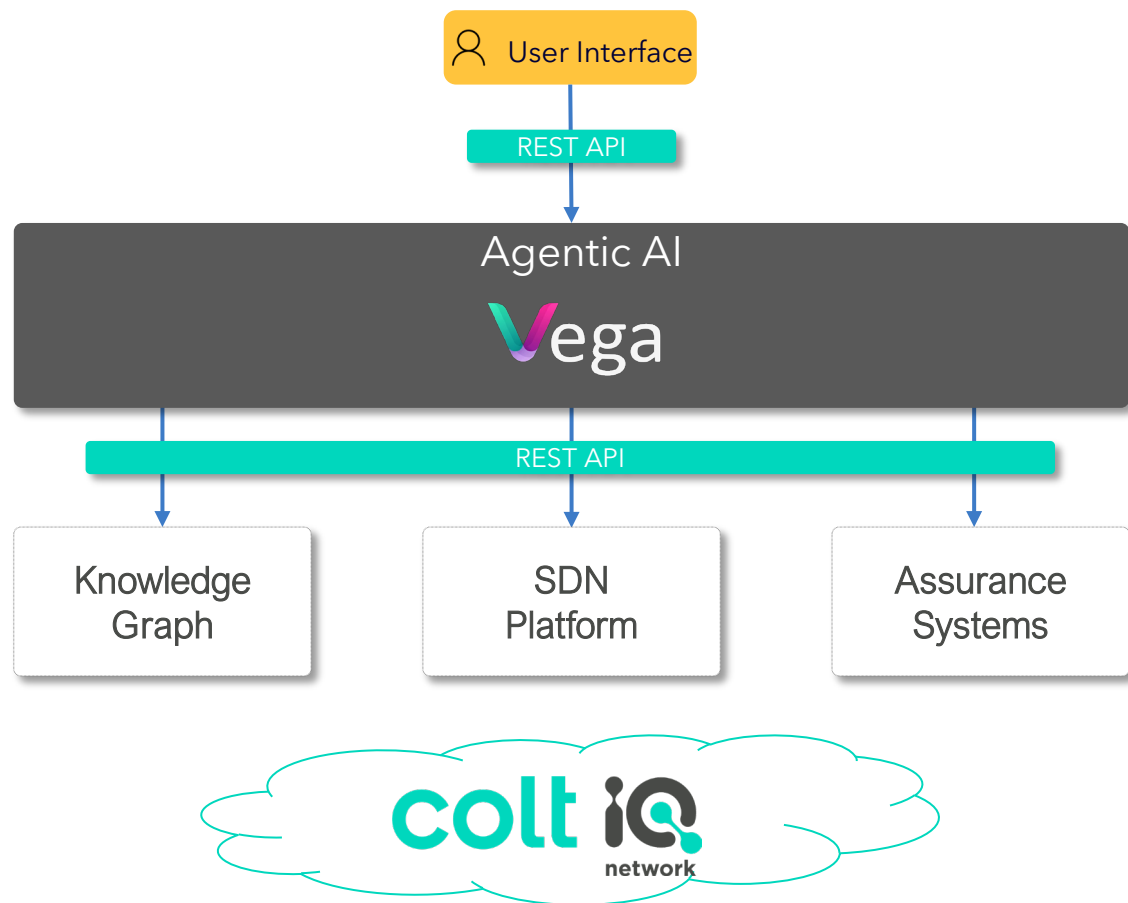 User Interface
REST API
Agentic AI
Vega
REST API
Knowledge
Graph
SDN
Platform
Assurance
Systems
colt iQ
network